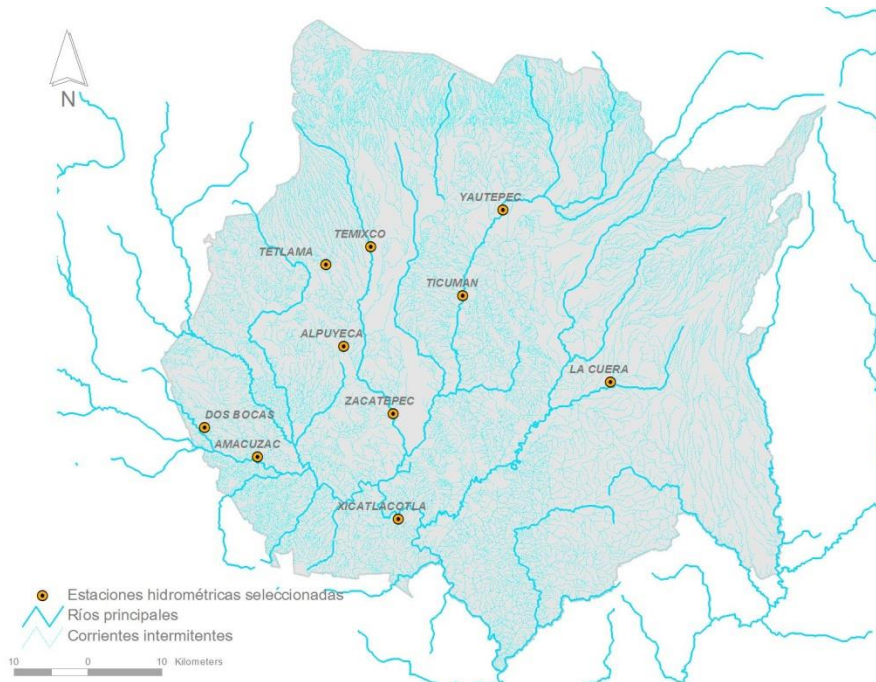 N
YAUTEPEC
TEMIXCO
TETLAMA
TICUMAN
ALPUYECA
LA CUERA
ZACATEPEC
DOS BOCAS
AMACUZAC
XICATLACOTLA
Estaciones hidrométricas seleccionadas
Ríos principales
Corrientes intermitentes
10 0 10 Kilometers